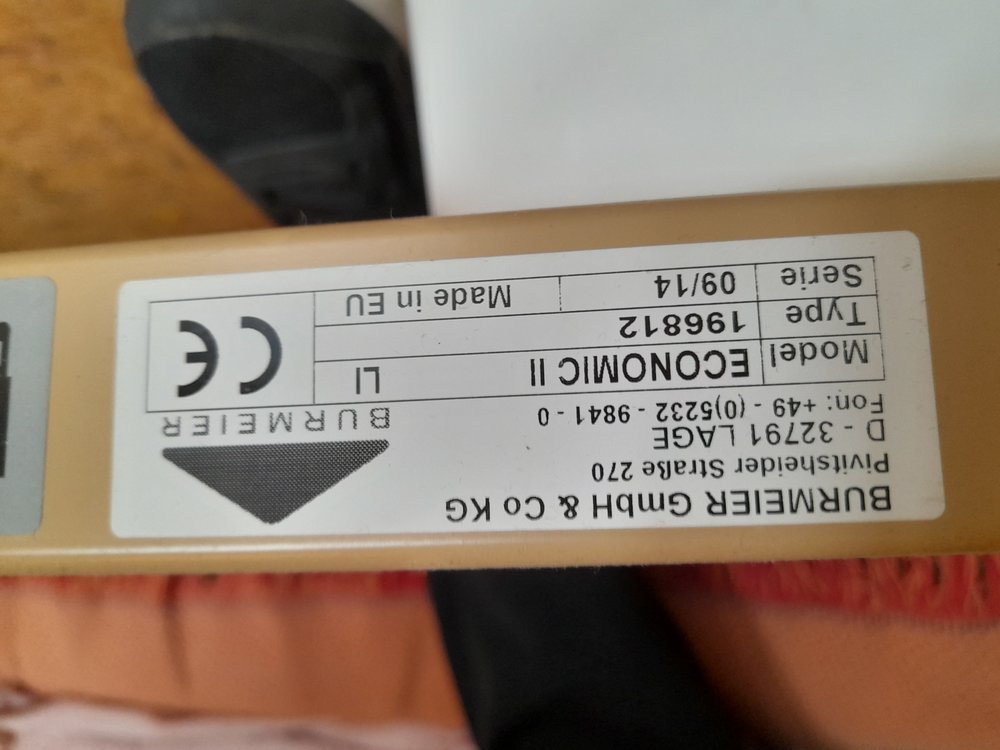 BURMEIER GmbH & Co KG
Pivitsheider Straße 270
D - 32791 LAGE
Fon: +49 - (0)5232 - 9841 - 0
BURMEIER
Model ECONOMIC II LI
Type 196812
Serie 09/14 Made in EU
CE